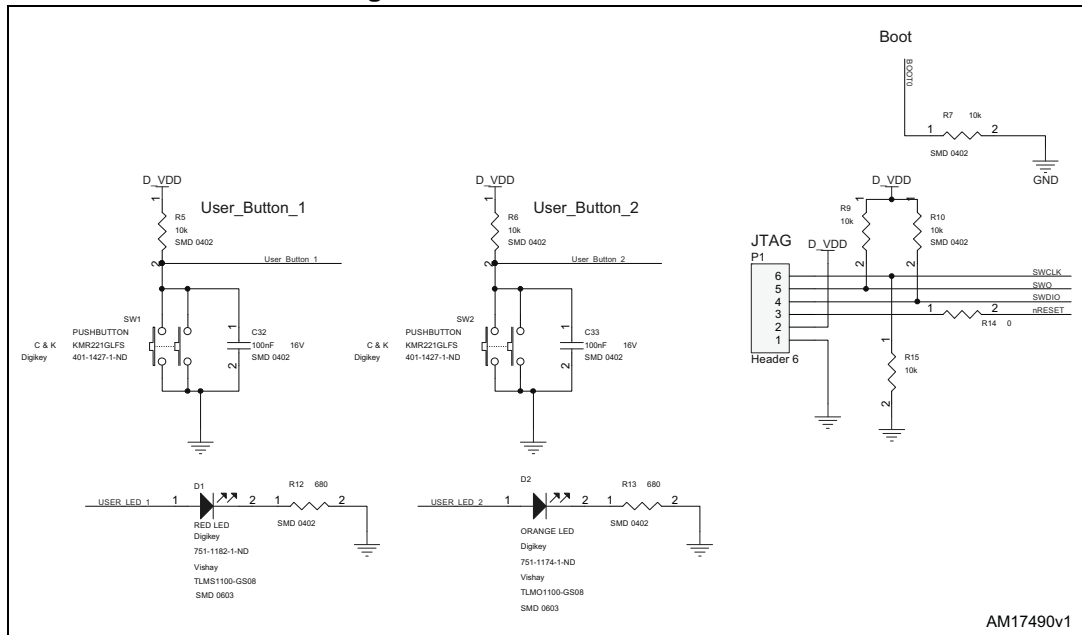 Boot
BOOT0
R7 10k
1 2
SMD 0402
GND
D_VDD
1
R5
10k
SMD 0402
2
User_Button_1
User_Button_1
SW1
PUSHBUTTON
C & K KMR221GLFS
Digikey 401-1427-1-ND
1
C32
100nF 16V
SMD 0402
2
D_VDD
1
R6
10k
SMD 0402
2
User_Button_2
User_Button_2
SW2
PUSHBUTTON
C & K KMR221GLFS
Digikey 401-1427-1-ND
1
C33
100nF 16V
SMD 0402
2
D_VDD
1 1
R9
10k
R10
10k
SMD 0402
2 2
JTAG
P1
D_VDD
6
5
4
3
2
1
Header 6
SWCLK
SWO
SWDIO
nRESET
1 2
R14 0
1
R15
10k
2
USER_LED_1
1
D1
2
RED LED
Digikey
751-1182-1-ND
Vishay
TLMS1100-GS08
SMD 0603
R12 680
1 2
SMD 0402
USER_LED_2
1
D2
2
ORANGE LED
Digikey
751-1174-1-ND
Vishay
TLMO1100-GS08
SMD 0603
R13 680
1 2
SMD 0402
AM17490v1